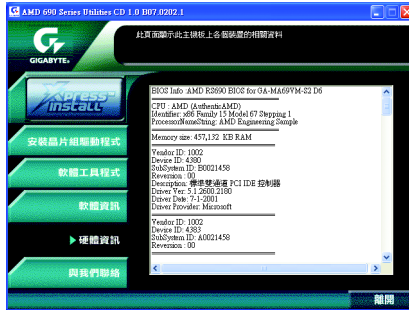 AMD 690 Series Utilities CD 1.0 B07.0202.1
GIGABYTE
此頁面顯示此主機板上各個裝置的相關資料
Xpress
Install
安裝晶片組驅動程式
軟體工具程式
軟體資訊
硬體資訊
與我們聯絡
BIOS Info :AMD RS690 BIOS for GA-MA69VM-S2 D6
CPU : AMD (AuthenticAMD)
Identifier: x86 Family 15 Model 67 Stepping 1
ProcessorNameString: AMD Engineering Sample
Memory size: 457,132 KB RAM
Vendor ID: 1002
Device ID: 4380
SubSystem ID: B0021458
Reversion : 00
Description: 標準雙通道 PCI IDE 控制器
Driver Ver: 5.1.2600.2180
Driver Date: 7-1-2001
Driver Provider: Microsoft
Vendor ID: 1002
Device ID: 4383
SubSystem ID: A0021458
Reversion : 00
離開